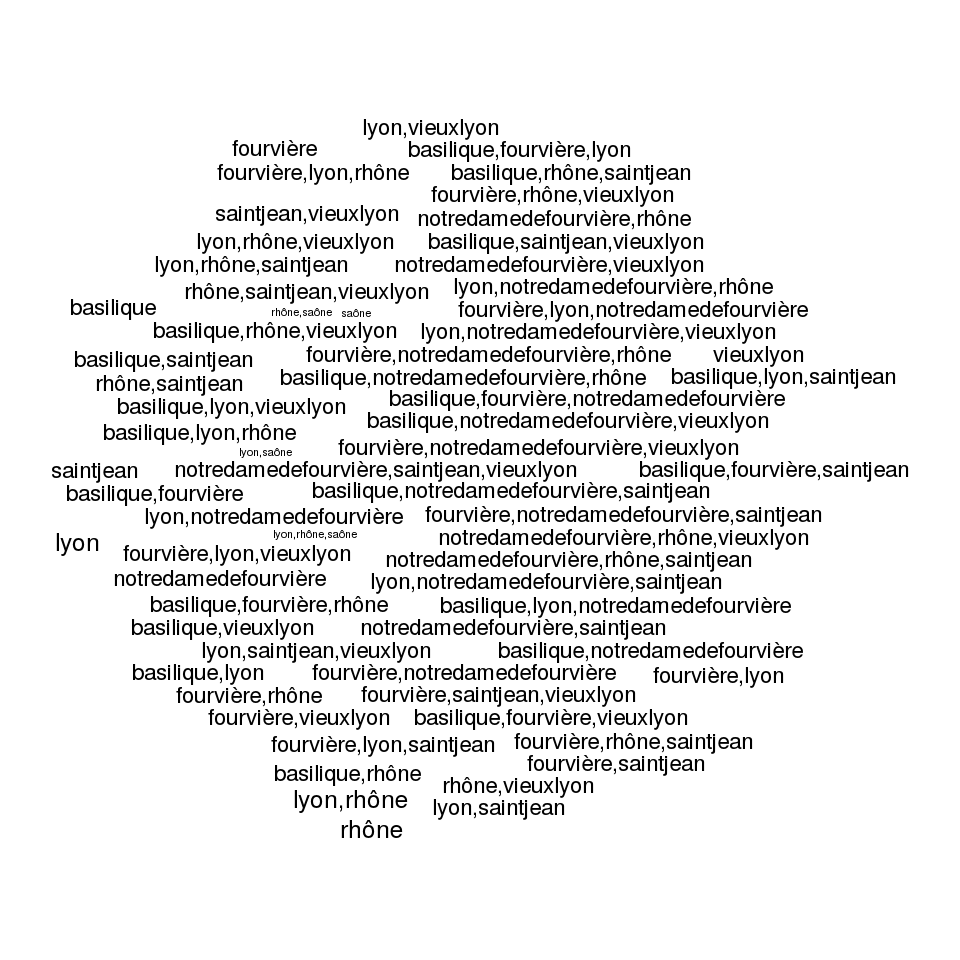 lyon,vieuxlyon
fourvière basilique,fourvière,lyon
fourvière,lyon,rhône basilique,rhône,saintjean
fourvière,rhône,vieuxlyon
saintjean,vieuxlyon notredamedefourvière,rhône
lyon,rhône,vieuxlyon basilique,saintjean,vieuxlyon
lyon,rhône,saintjean notredamedefourvière,vieuxlyon
rhône,saintjean,vieuxlyon lyon,notredamedefourvière,rhône
basilique rhône,saône saône fourvière,lyon,notredamedefourvière
basilique,rhône,vieuxlyon lyon,notredamedefourvière,vieuxlyon
basilique,saintjean fourvière,notredamedefourvière,rhône vieuxlyon
rhône,saintjean basilique,notredamedefourvière,rhône basilique,lyon,saintjean
basilique,lyon,vieuxlyon basilique,fourvière,notredamedefourvière
basilique,notredamedefourvière,vieuxlyon
basilique,lyon,rhône
lyon,saône fourvière,notredamedefourvière,vieuxlyon
saintjean notredamedefourvière,saintjean,vieuxlyon basilique,fourvière,saintjean
basilique,fourvière basilique,notredamedefourvière,saintjean
lyon,notredamedefourvière fourvière,notredamedefourvière,saintjean
lyon lyon,rhône,saône notredamedefourvière,rhône,vieuxlyon
fourvière,lyon,vieuxlyon notredamedefourvière,rhône,saintjean
notredamedefourvière lyon,notredamedefourvière,saintjean
basilique,fourvière,rhône basilique,lyon,notredamedefourvière
basilique,vieuxlyon notredamedefourvière,saintjean
lyon,saintjean,vieuxlyon basilique,notredamedefourvière
basilique,lyon fourvière,notredamedefourvière fourvière,lyon
fourvière,rhône fourvière,saintjean,vieuxlyon
fourvière,vieuxlyon basilique,fourvière,vieuxlyon
fourvière,lyon,saintjean fourvière,rhône,saintjean
fourvière,saintjean
basilique,rhône
rhône,vieuxlyon
lyon,rhône lyon,saintjean
rhône